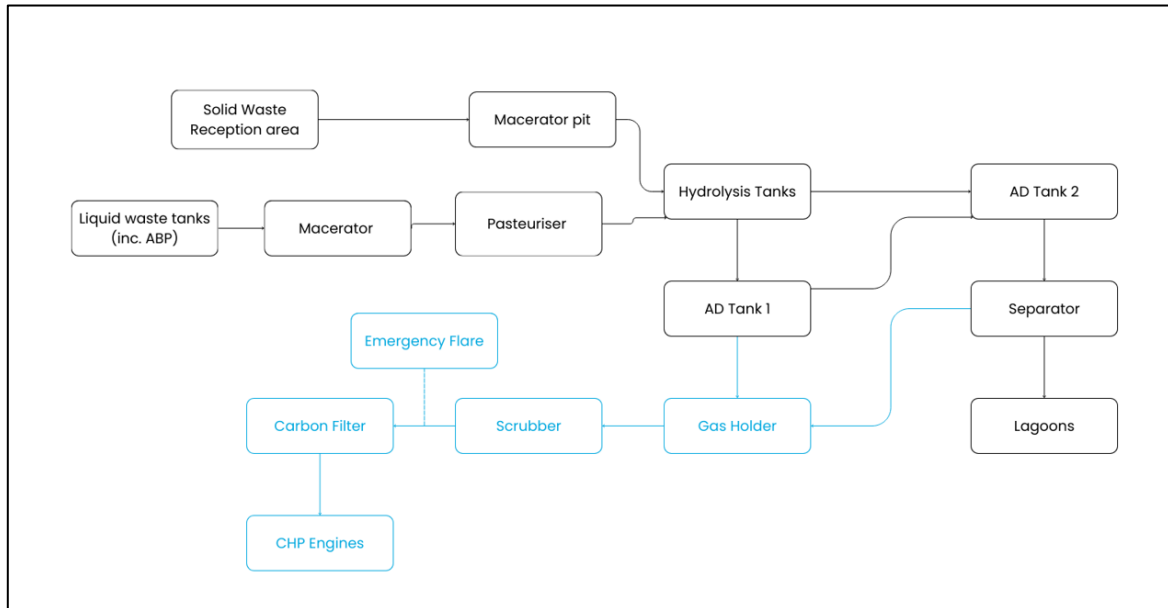 Solid Waste
Reception area
Macerator pit
Hydrolysis Tanks
AD Tank 2
Liquid waste tanks
(inc. ABP)
Macerator
Pasteuriser
AD Tank 1
Separator
Emergency Flare
Carbon Filter
Scrubber
Gas Holder
Lagoons
CHP Engines